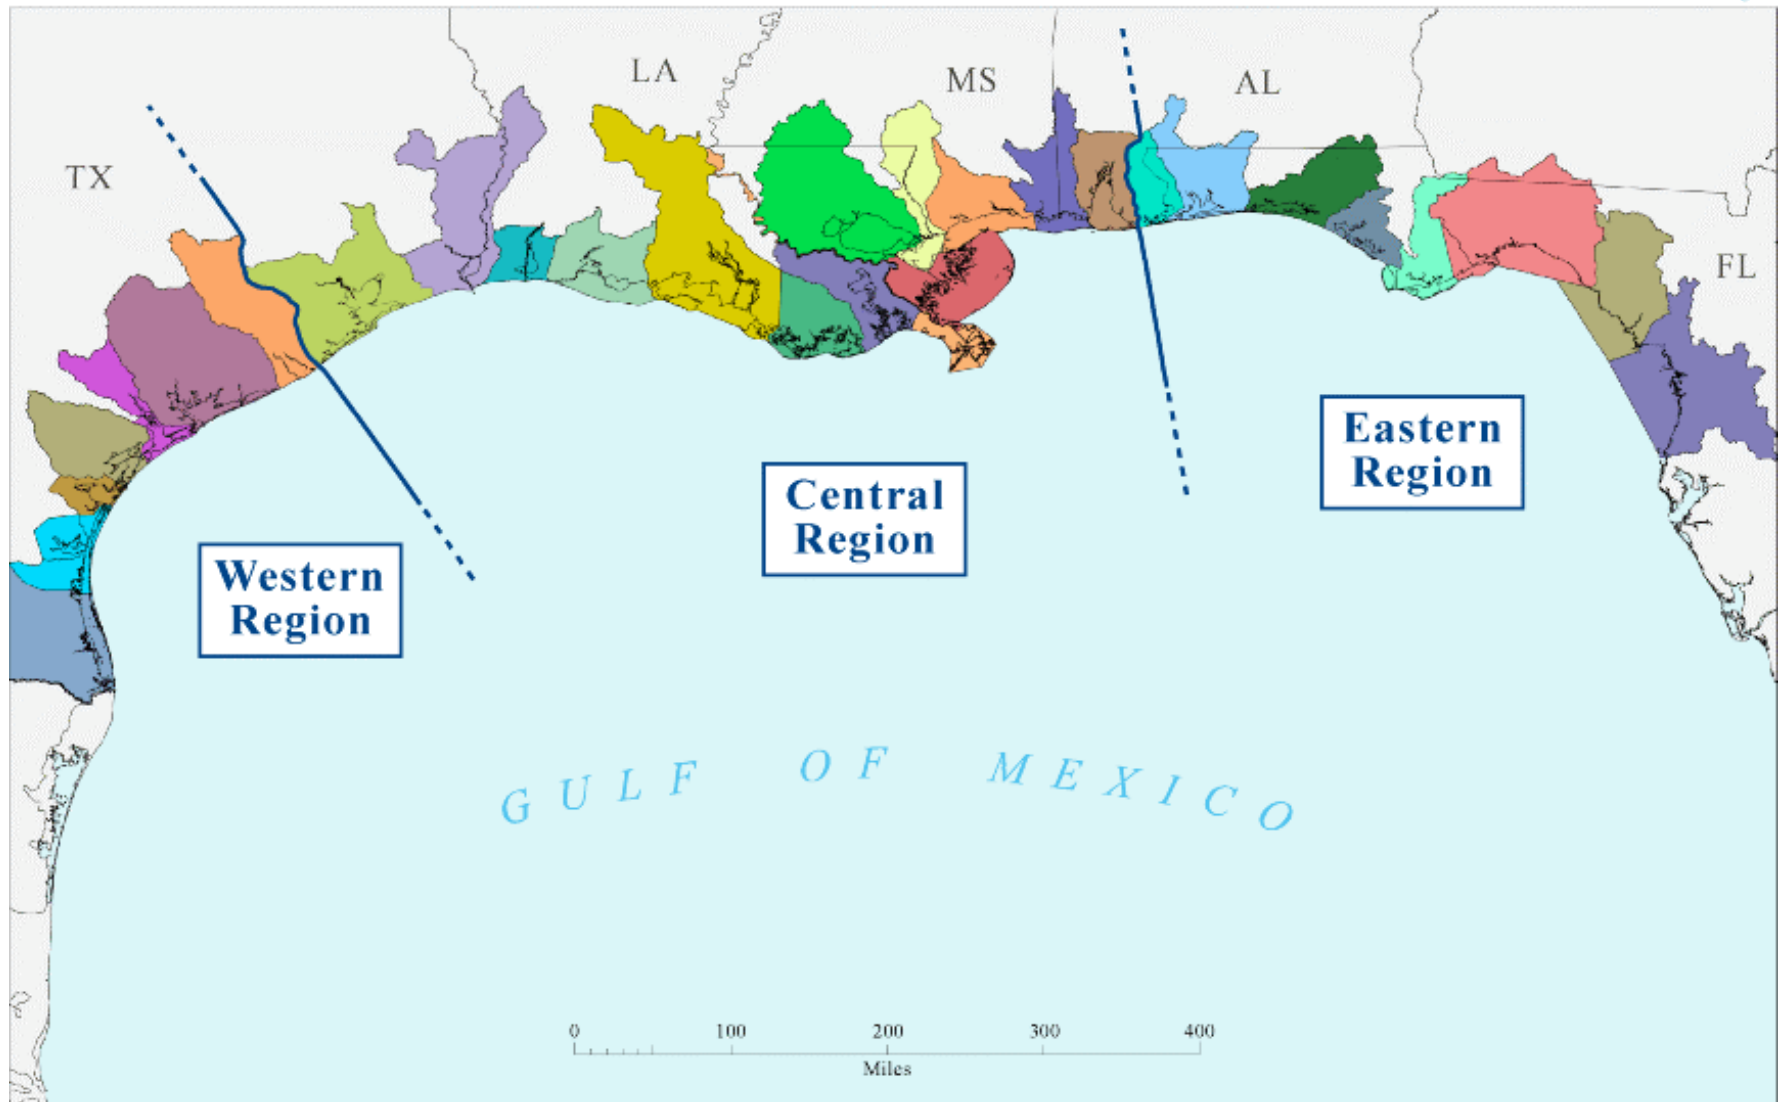 LA
MS
AL
TX
FL
Eastern
Region
Central
Region
Western
Region
GULF OF MEXICO
0 100 200 300 400
Miles